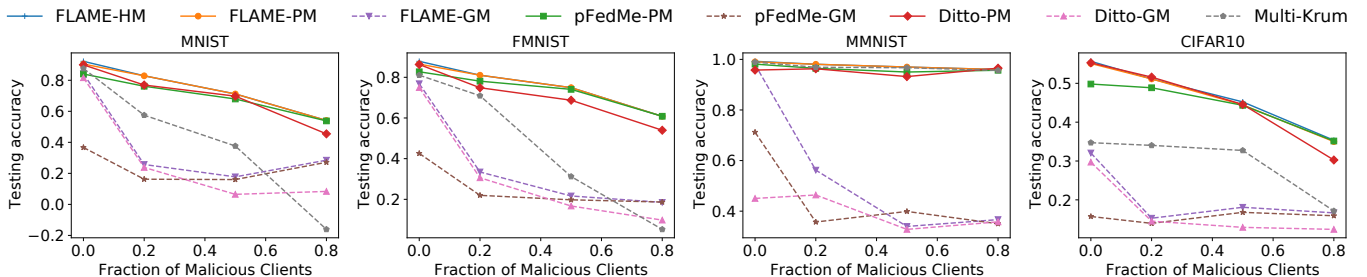 FLAME-HM FLAME-PM FLAME-GM pFedMe-PM pFedMe-GM Ditto-PM Ditto-GM Multi-Krum
MNIST
Testing accuracy
0.8
0.6
0.4
0.2
0.0
−0.2
0.0 0.2 0.4 0.6 0.8
Fraction of Malicious Clients
FMNIST
Testing accuracy
0.8
0.6
0.4
0.2
0.0 0.2 0.4 0.6 0.8
Fraction of Malicious Clients
MMNIST
Testing accuracy
1.0
0.8
0.6
0.4
0.0 0.2 0.4 0.6 0.8
Fraction of Malicious Clients
CIFAR10
Testing accuracy
0.5
0.4
0.3
0.2
0.0 0.2 0.4 0.6 0.8
Fraction of Malicious Clients